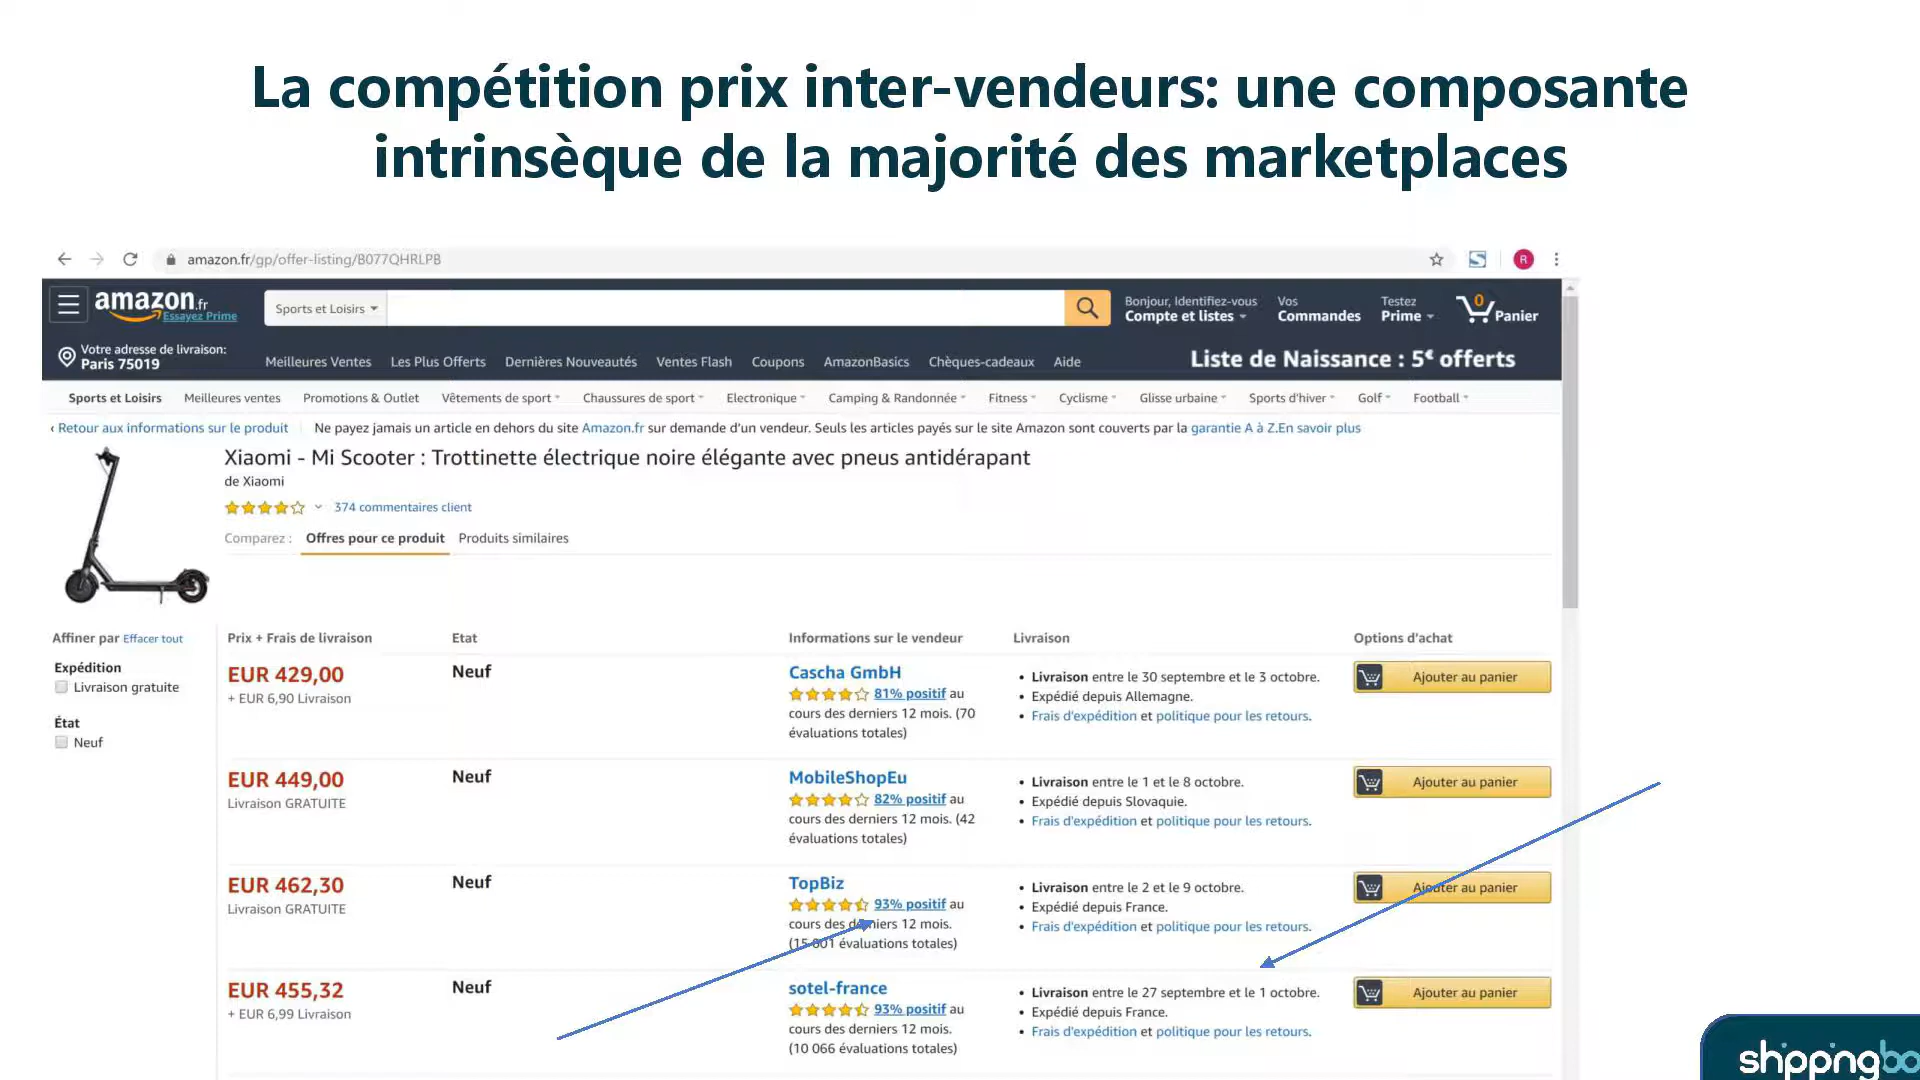 La compétition prix inter-vendeurs: une composante
intrinsèque de la majorité des marketplaces
amazon.fr/gp/offer-listing/B077QHRLPB
R
amazon.fr
Essayez Prime
Sports et Loisirs
Bonjour, Identifiez-vous
Compte et listes
Vos
Commandes
Testez
Prime
0
Panier
Votre adresse de livraison:
Paris 75019
Meilleures Ventes Les Plus Offerts Dernières Nouveautés Ventes Flash Coupons AmazonBasics Chèques-cadeaux Aide
Liste de Naissance : 5€ offerts
Sports et Loisirs Meilleures ventes Promotions & Outlet Vêtements de sport Chaussures de sport Electronique Camping & Randonnée Fitness Cyclisme Glisse urbaine Sports d'hiver Golf Football
‹ Retour aux informations sur le produit Ne payez jamais un article en dehors du site Amazon.fr sur demande d'un vendeur. Seuls les articles payés sur le site Amazon sont couverts par la garantie A à Z.En savoir plus
Xiaomi - Mi Scooter : Trottinette électrique noire élégante avec pneus antidérapant
de Xiaomi
374 commentaires client
Comparez : Offres pour ce produit Produits similaires
Affiner par Effacer tout
Expédition
Livraison gratuite
État
Neuf
Prix + Frais de livraison Etat Informations sur le vendeur Livraison Options d'achat
EUR 429,00
+ EUR 6,90 Livraison
Neuf
Cascha GmbH
81% positif au
cours des derniers 12 mois. (70
évaluations totales)
• Livraison entre le 30 septembre et le 3 octobre.
• Expédié depuis Allemagne.
• Frais d'expédition et politique pour les retours.
Ajouter au panier
EUR 449,00
Livraison GRATUITE
Neuf
MobileShopEu
82% positif au
cours des derniers 12 mois. (42
évaluations totales)
• Livraison entre le 1 et le 8 octobre.
• Expédié depuis Slovaquie.
• Frais d'expédition et politique pour les retours.
Ajouter au panier
EUR 462,30
Livraison GRATUITE
Neuf
TopBiz
93% positif au
cours des derniers 12 mois.
(15 801 évaluations totales)
• Livraison entre le 2 et le 9 octobre.
• Expédié depuis France.
• Frais d'expédition et politique pour les retours.
Ajouter au panier
EUR 455,32
+ EUR 6,99 Livraison
Neuf
sotel-france
93% positif au
cours des derniers 12 mois.
(10 066 évaluations totales)
• Livraison entre le 27 septembre et le 1 octobre.
• Expédié depuis France.
• Frais d'expédition et politique pour les retours.
Ajouter au panier
shippingbo